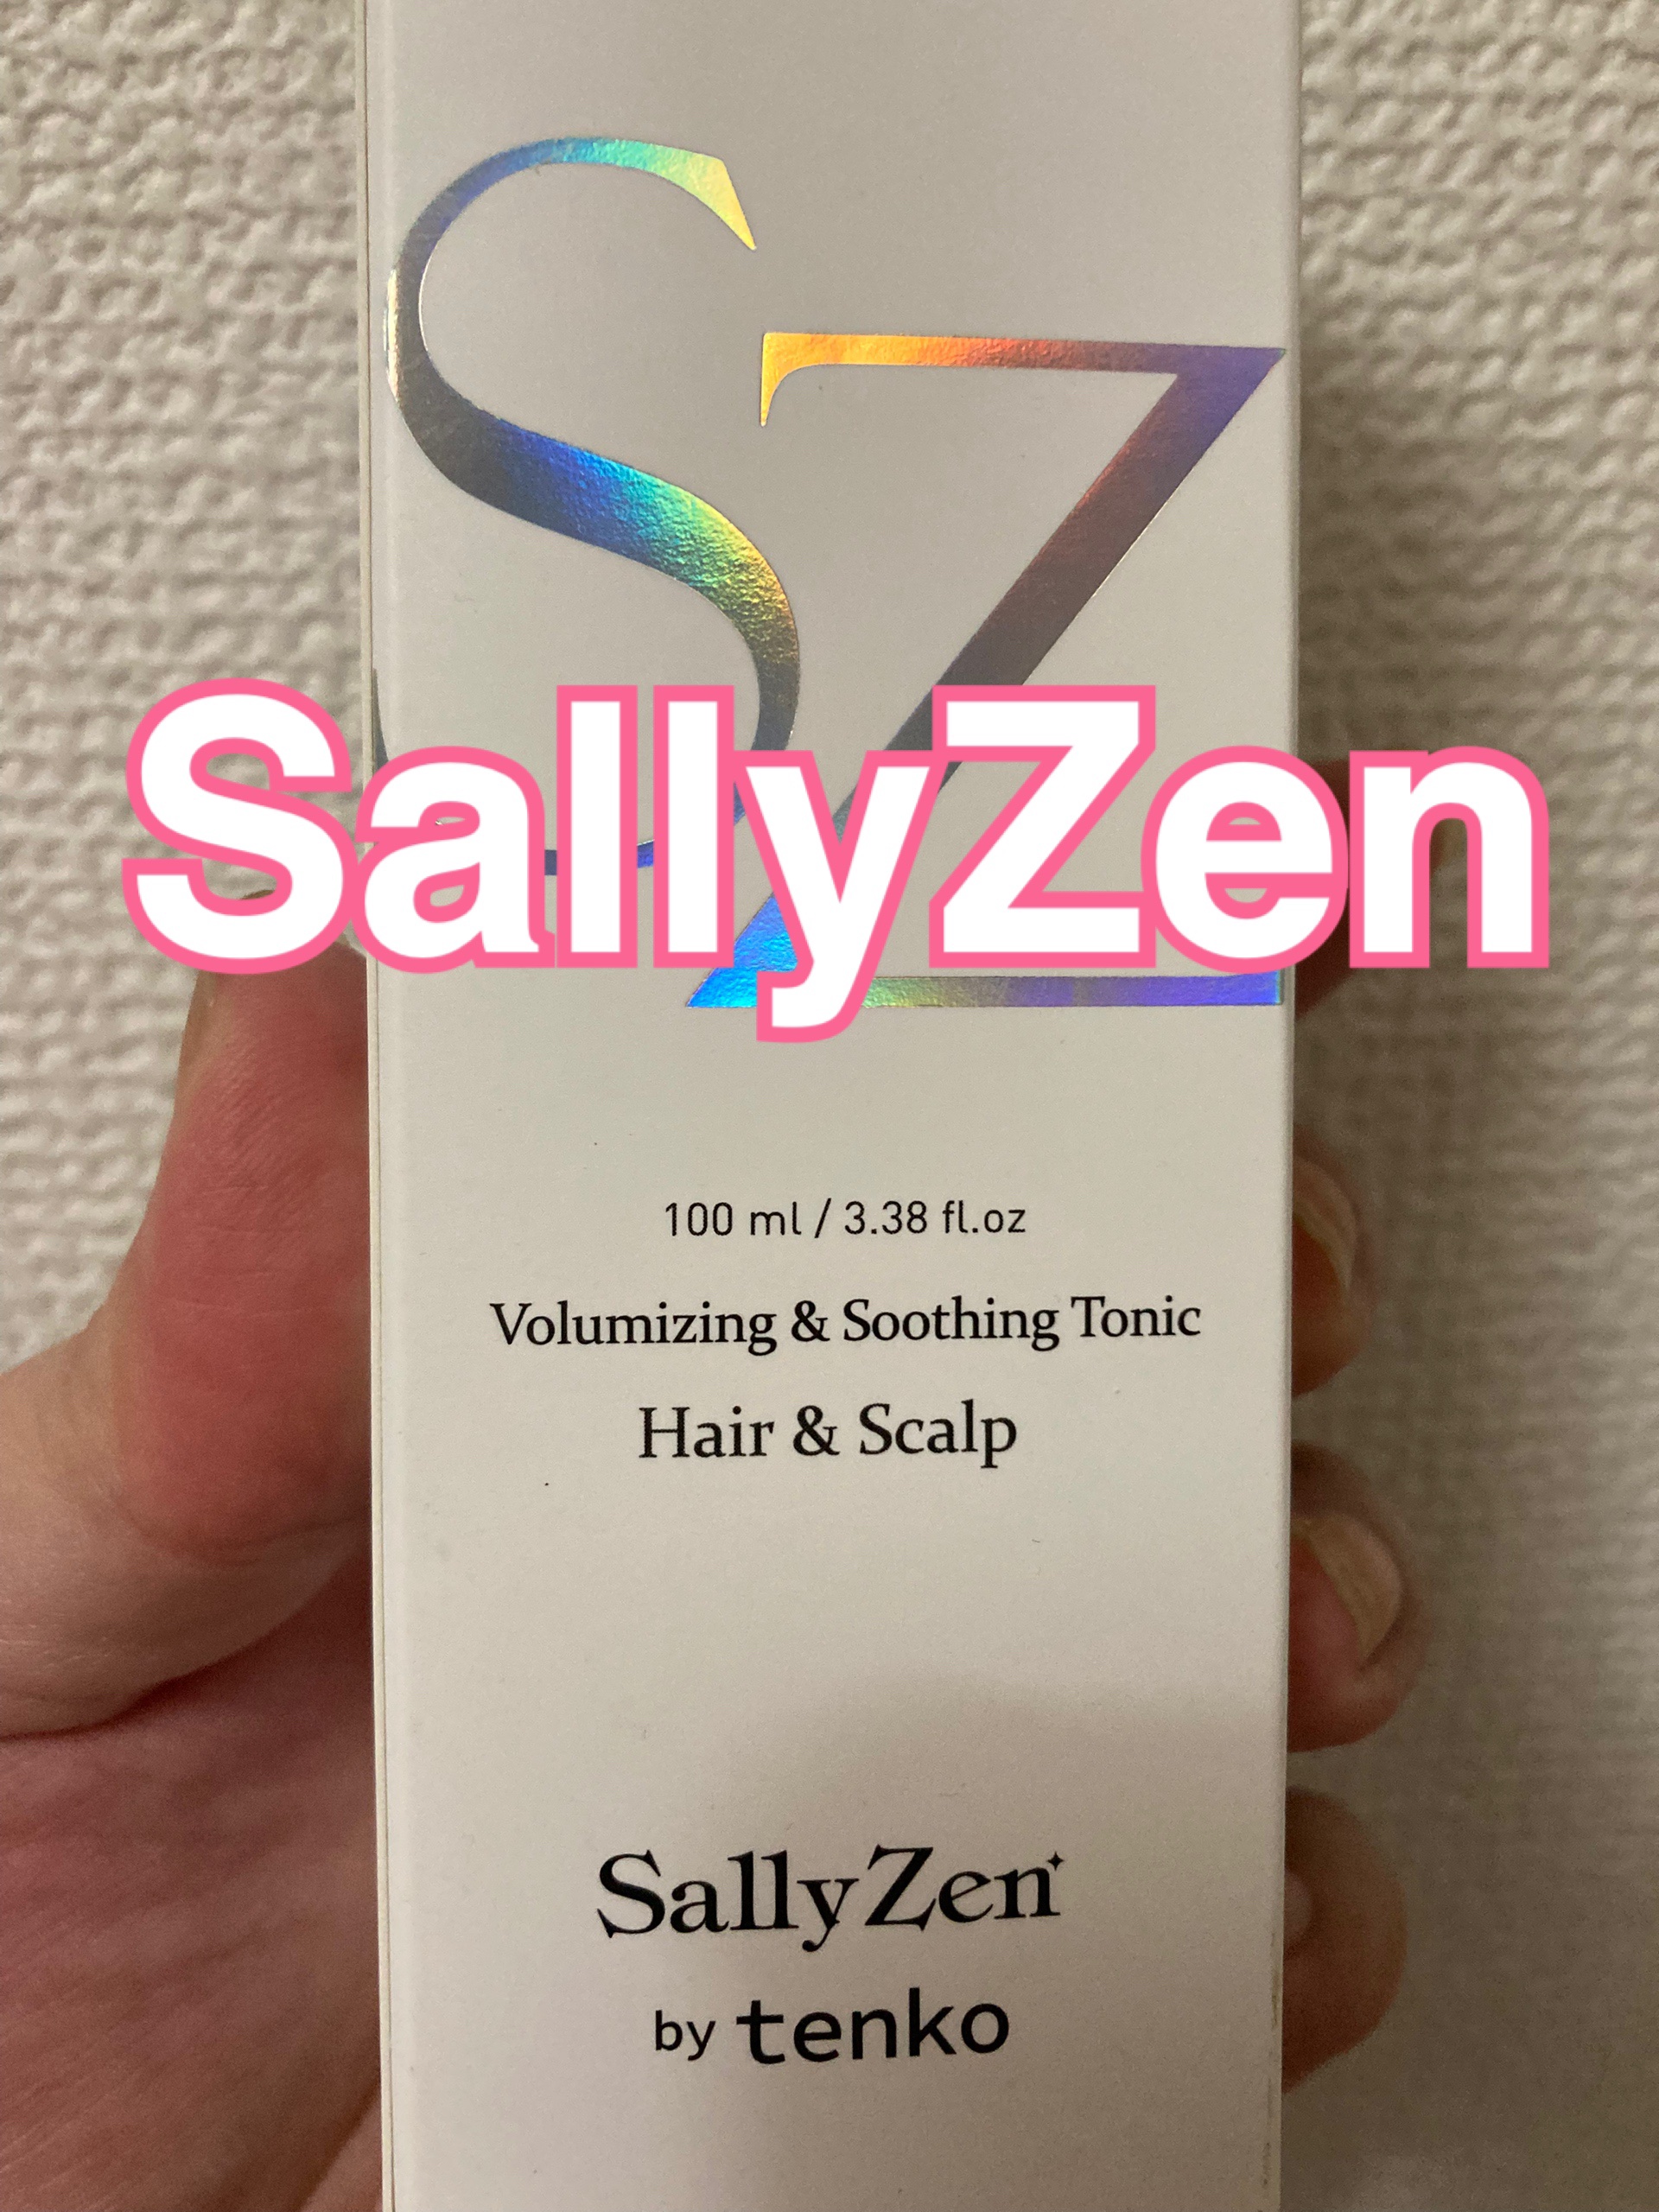 SZ
SallyZen
100 ml / 3.38 fl.oz
Volumizing & Soothing Tonic
Hair & Scalp
SallyZen
by tenko